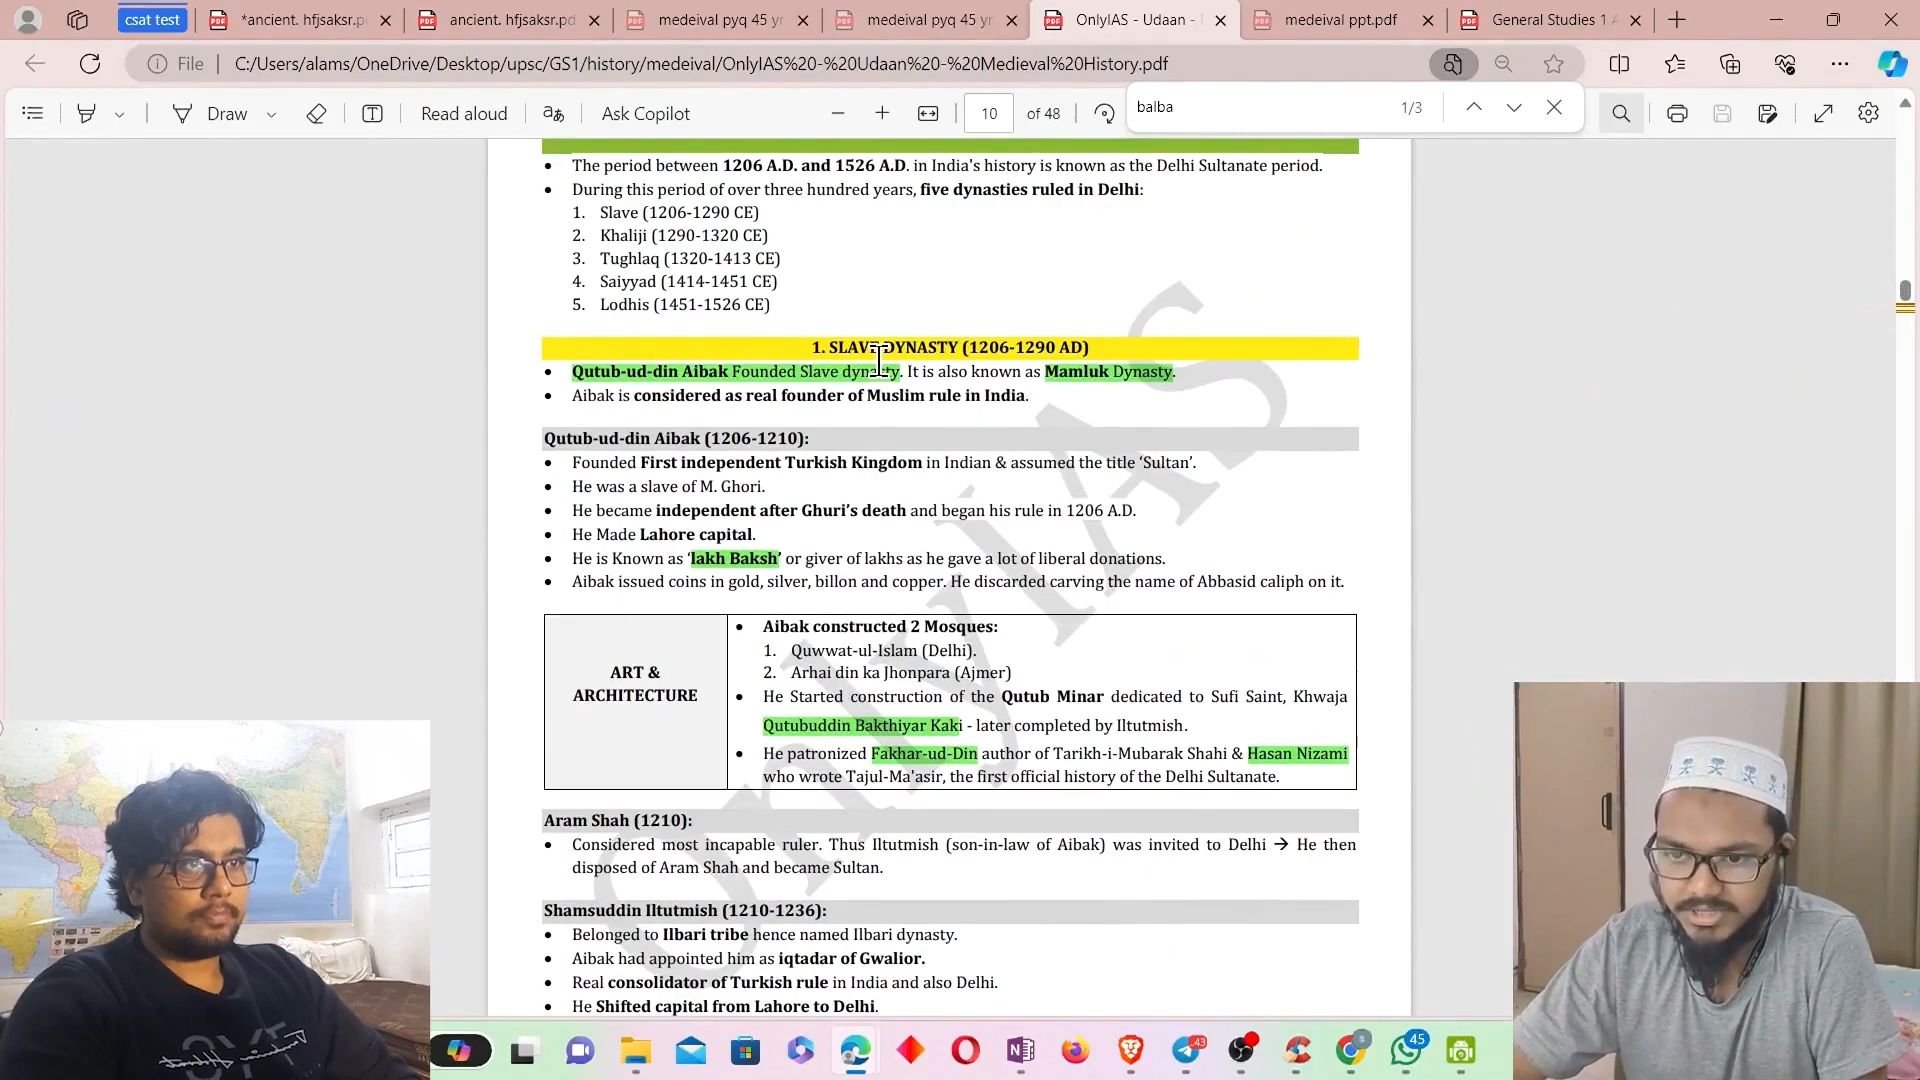 csat test
*ancient. hfjsaksr.p
ancient. hfjsaksr.pd
medeival pyq 45 yr
medeival pyq 45 yr
OnlyIAS - Udaan -
medeival ppt.pdf
General Studies 1
File
C:/Users/alams/OneDrive/Desktop/upsc/GS1/history/medeival/OnlyIAS%20-%20Udaan%20-%20Medieval%20History.pdf
Draw
Read aloud
Ask Copilot
10 of 48
balba
1/3
• The period between 1206 A.D. and 1526 A.D. in India's history is known as the Delhi Sultanate period.
• During this period of over three hundred years, five dynasties ruled in Delhi:
1. Slave (1206-1290 CE)
2. Khaliji (1290-1320 CE)
3. Tughlaq (1320-1413 CE)
4. Saiyyad (1414-1451 CE)
5. Lodhis (1451-1526 CE)
1. SLAVE DYNASTY (1206-1290 AD)
• Qutub-ud-din Aibak Founded Slave dynasty. It is also known as Mamluk Dynasty.
• Aibak is considered as real founder of Muslim rule in India.
Qutub-ud-din Aibak (1206-1210):
• Founded First independent Turkish Kingdom in Indian & assumed the title ‘Sultan’.
• He was a slave of M. Ghori.
• He became independent after Ghuri’s death and began his rule in 1206 A.D.
• He Made Lahore capital.
• He is Known as ‘lakh Baksh’ or giver of lakhs as he gave a lot of liberal donations.
• Aibak issued coins in gold, silver, billon and copper. He discarded carving the name of Abbasid caliph on it.
ART &
ARCHITECTURE
• Aibak constructed 2 Mosques:
1. Quwwat-ul-Islam (Delhi).
2. Arhai din ka Jhonpara (Ajmer)
• He Started construction of the Qutub Minar dedicated to Sufi Saint, Khwaja
Qutubuddin Bakthiyar Kaki - later completed by Iltutmish.
• He patronized Fakhar-ud-Din author of Tarikh-i-Mubarak Shahi & Hasan Nizami
who wrote Tajul-Ma'asir, the first official history of the Delhi Sultanate.
Aram Shah (1210):
• Considered most incapable ruler. Thus Iltutmish (son-in-law of Aibak) was invited to Delhi → He then
disposed of Aram Shah and became Sultan.
Shamsuddin Iltutmish (1210-1236):
• Belonged to Ilbari tribe hence named Ilbari dynasty.
• Aibak had appointed him as iqtadar of Gwalior.
• Real consolidator of Turkish rule in India and also Delhi.
• He Shifted capital from Lahore to Delhi.
OnlyIAS
43
45